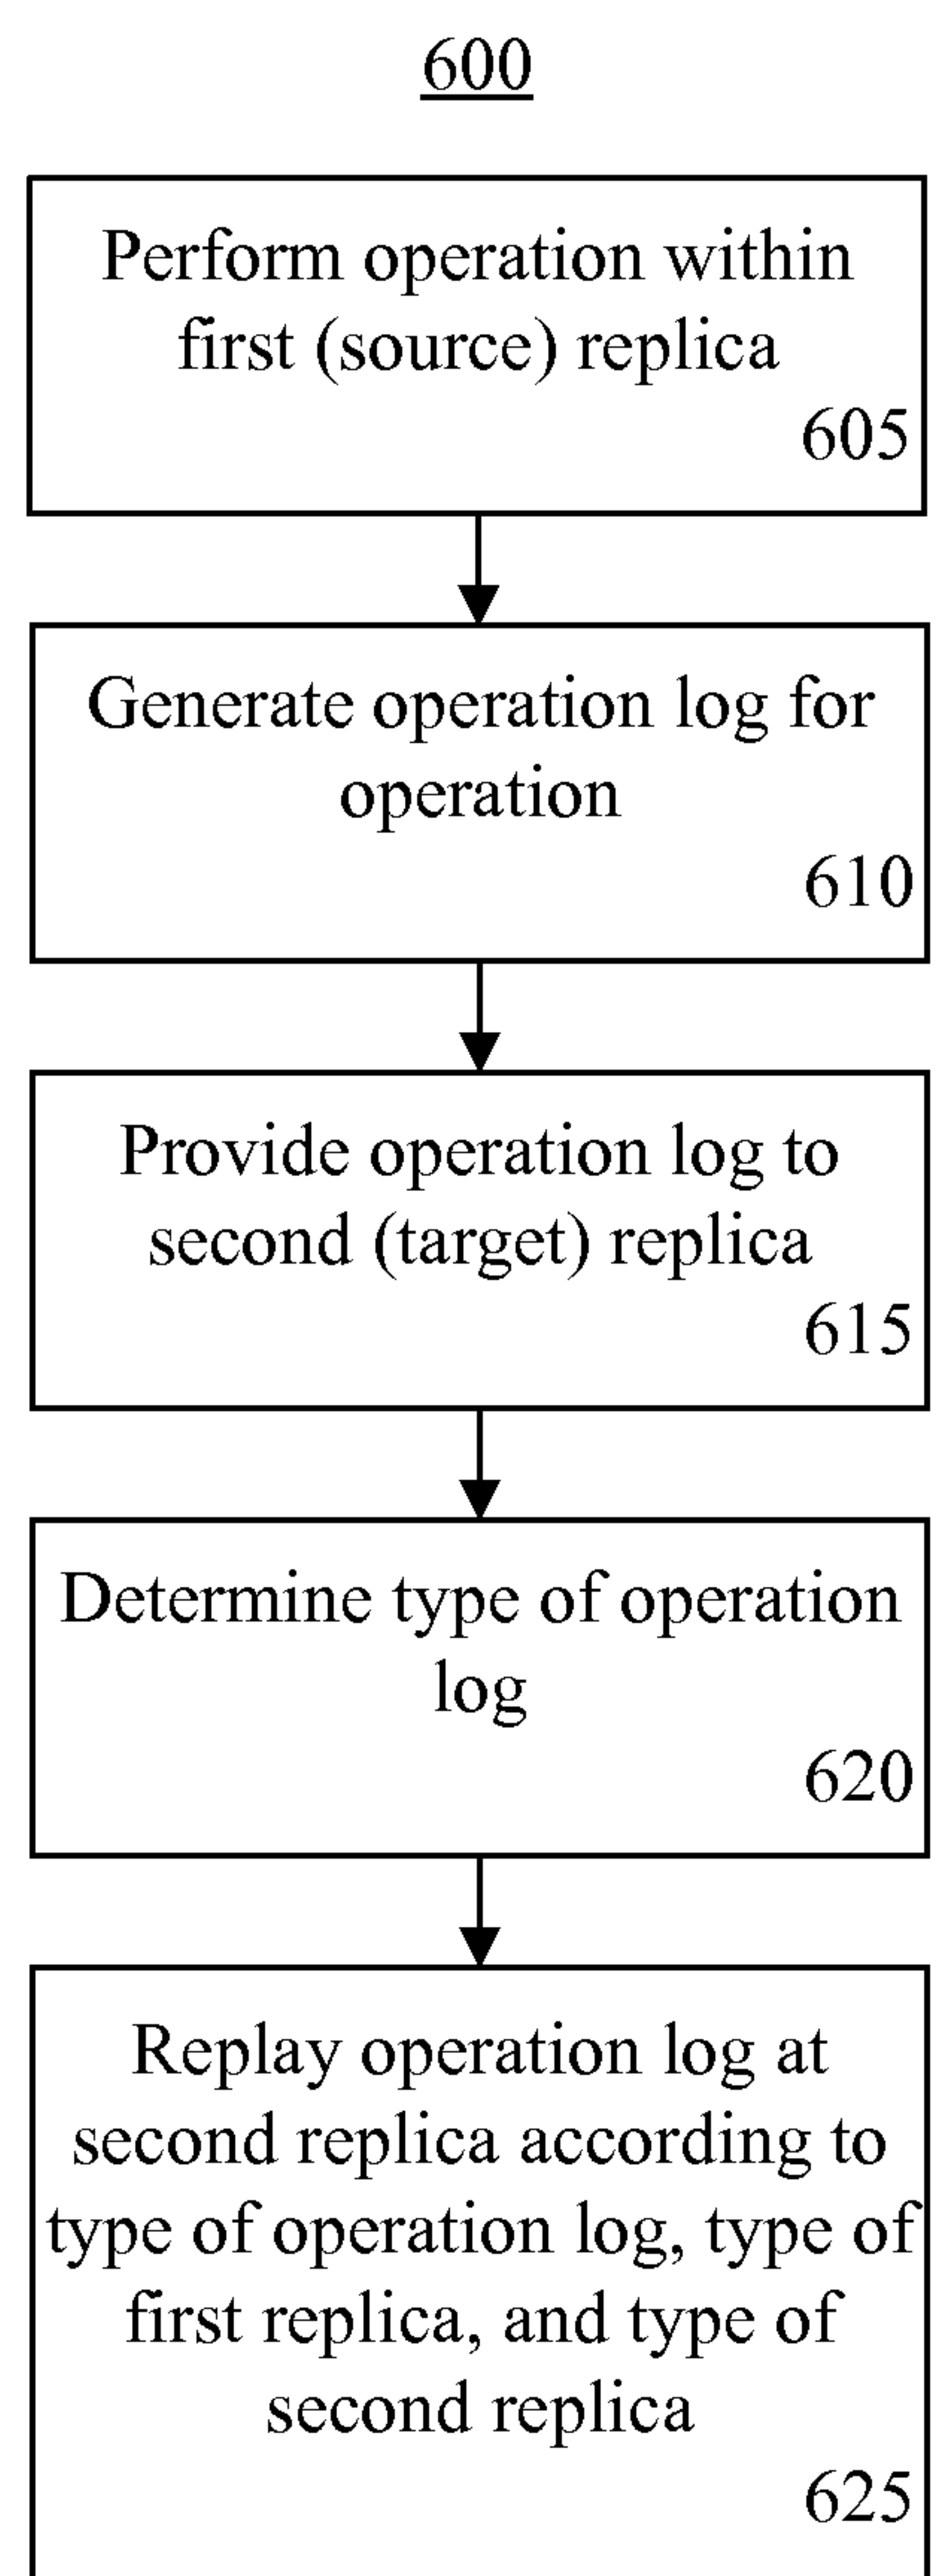 600
Perform operation within
first (source) replica
605
Generate operation log for
operation
610
Provide operation log to
second (target) replica
615
Determine type of operation
log
620
Replay operation log at
second replica according to
type of operation log, type of
first replica, and type of
second replica
625